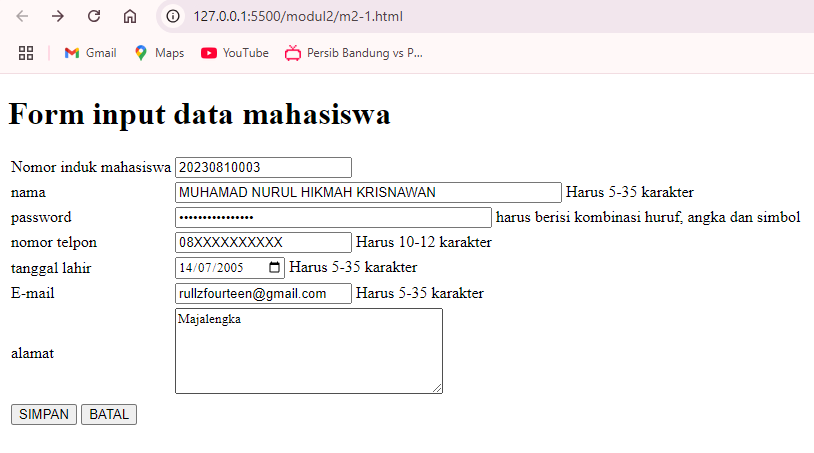 127.0.0.1:5500/modul2/m2-1.html
Gmail Maps YouTube Persib Bandung vs P...
Form input data mahasiswa
Nomor induk mahasiswa 20230810003
nama MUHAMAD NURUL HIKMAH KRISNAWAN Harus 5-35 karakter
password •••••••••••••••• harus berisi kombinasi huruf, angka dan simbol
nomor telpon 08XXXXXXXXXX Harus 10-12 karakter
tanggal lahir 14/07/2005 Harus 5-35 karakter
E-mail rullzfourteen@gmail.com Harus 5-35 karakter
alamat Majalengka
SIMPAN BATAL